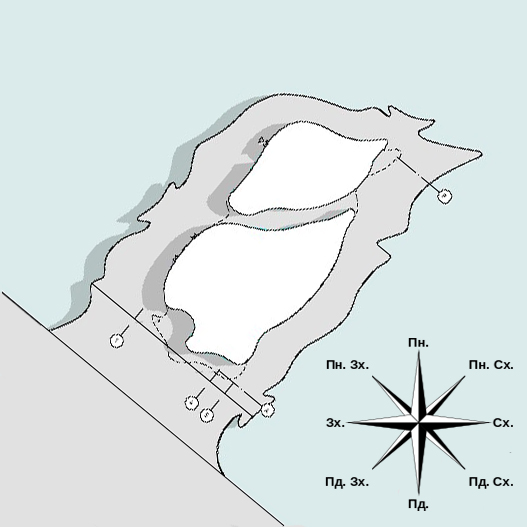 Пн.
Пн. Зх.
Пн. Сх.
Зх.
Сх.
Пд. Зх.
Пд. Сх.
Пд.